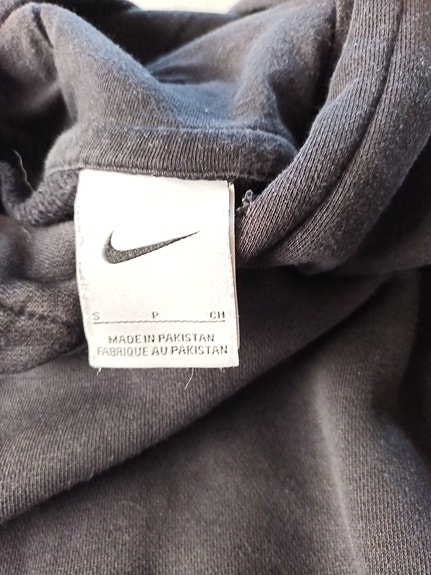 S P CH
MADE IN PAKISTAN
FABRIQUE AU PAKISTAN